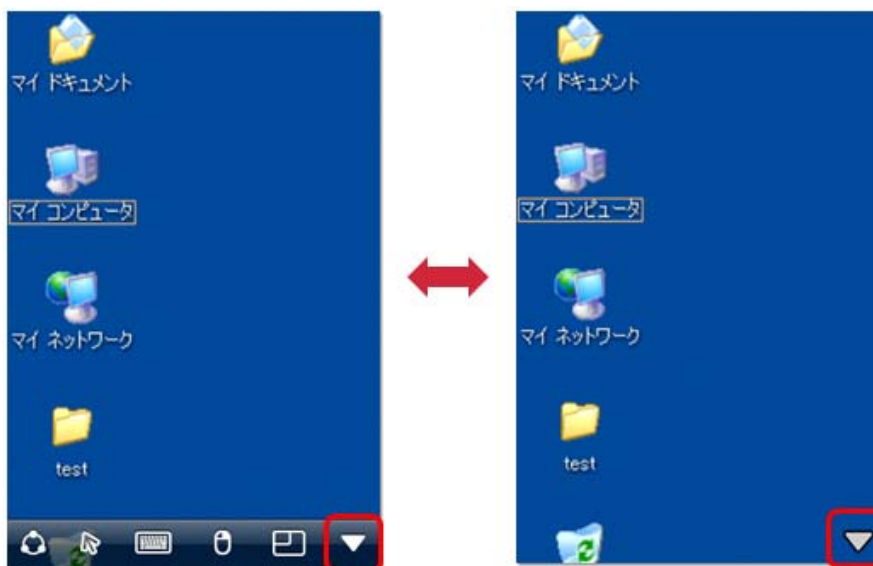 マイ ドキュメント
マイ コンピュータ
マイ ネットワーク
test
マイ ドキュメント
マイ コンピュータ
マイ ネットワーク
test